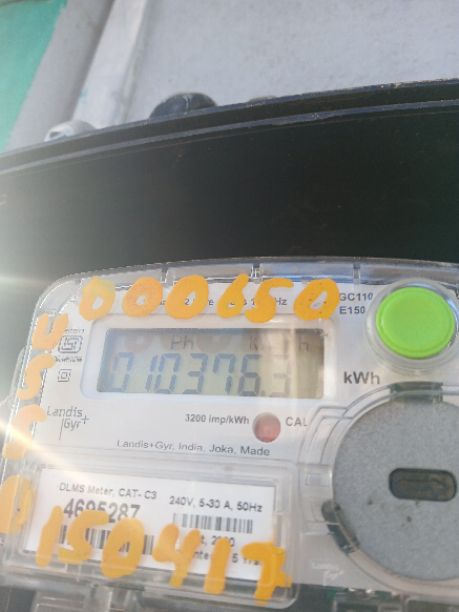 000650
GC110
E150
Ph
010376.3
kWh
Landis
Gyr+
3200 imp/kWh
CAL
Landis+Gyr, India, Joka, Made
DLMS Meter, CAT- C3
240V, 5-30 A, 50Hz
4695287
150417